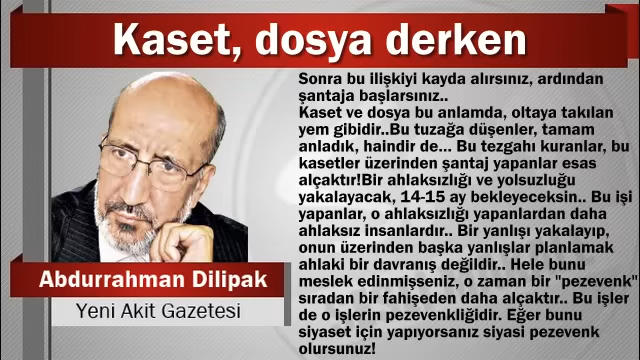 Kaset, dosya derken
Sonra bu ilişkiyi kayda alırsınız, ardından
şantaja başlarsınız..
Kaset ve dosya bu anlamda, oltaya takılan
yem gibidir..Bu tuzağa düşenler, tamam
anladık, haindir de... Bu tezgahı kuranlar, bu
kasetler üzerinden şantaj yapanlar esas
alçaktır!Bir ahlaksızlığı ve yolsuzluğu
yakalayacak, 14-15 ay bekleyeceksin.. Bu işi
yapanlar, o ahlaksızlığı yapanlardan daha
ahlaksız insanlardır.. Bir yanlışı yakalayıp,
onun üzerinden başka yanlışlar planlamak
ahlaki bir davranış değildir.. Hele bunu
meslek edinmişseniz, o zaman bir "pezevenk"
sıradan bir fahişeden daha alçaktır.. Bu işler
de o işlerin pezevenkliğidir. Eğer bunu
siyaset için yapıyorsanız siyasi pezevenk
olursunuz!
Abdurrahman Dilipak
Yeni Akit Gazetesi